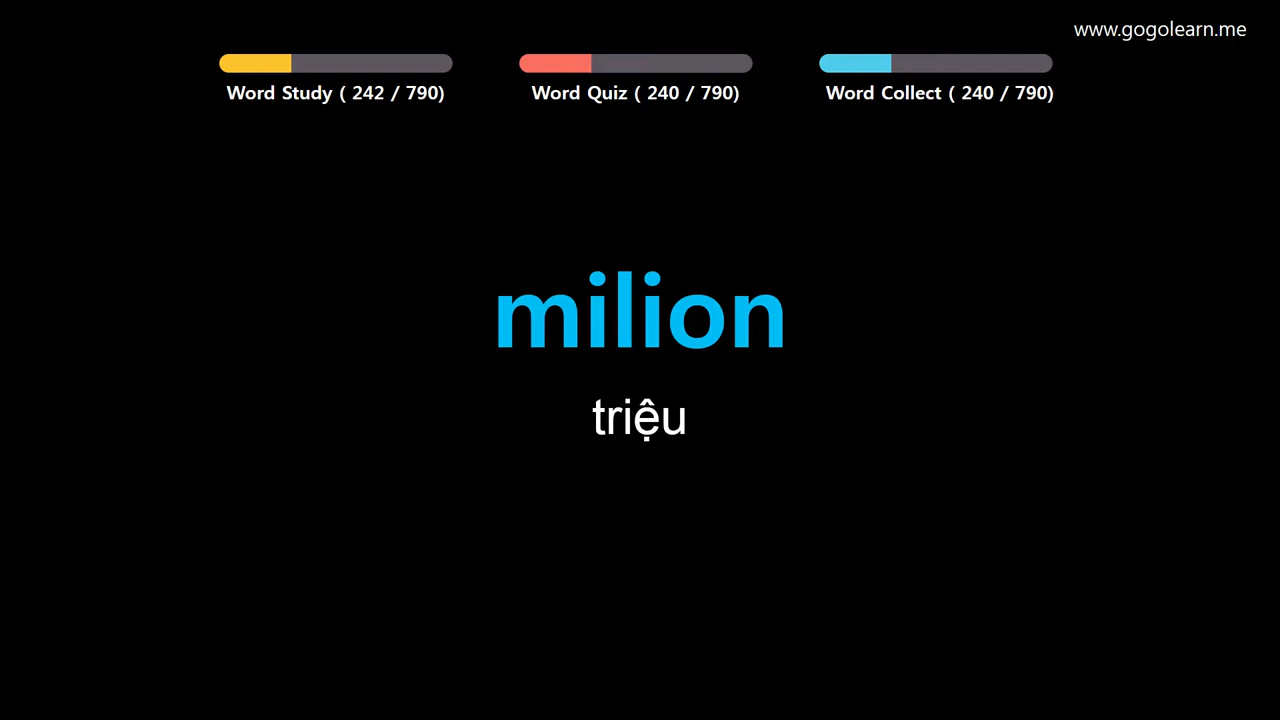 www.gogolearn.me
Word Study ( 242 / 790)
Word Quiz ( 240 / 790)
Word Collect ( 240 / 790)
milion
triệu